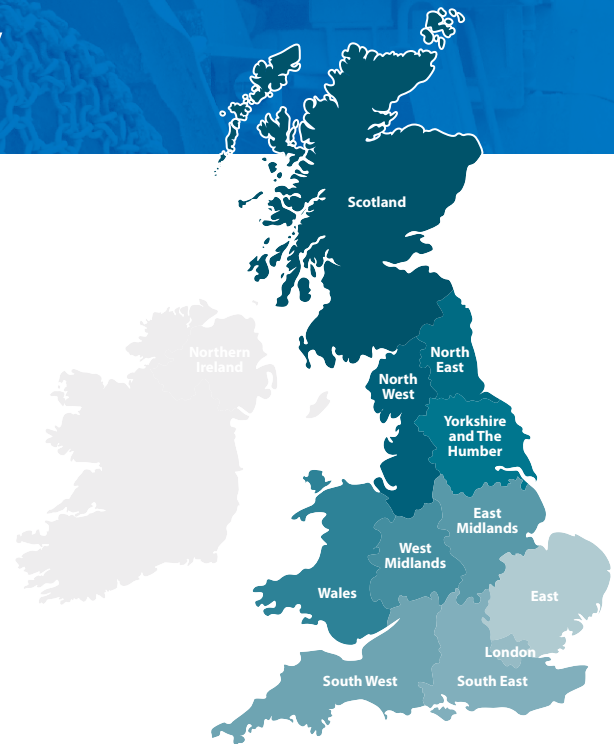 Scotland
Northern
Ireland
North
East
North
West
Yorkshire
and The
Humber
East
Midlands
West
Midlands
Wales
East
London
South West
South East